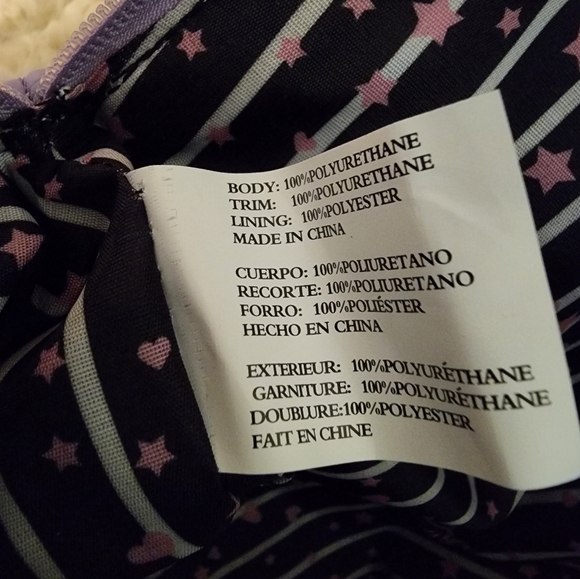 BODY: 100%POLYURETHANE
TRIM: 100%POLYURETHANE
LINING: 100%POLYESTER
MADE IN CHINA
CUERPO: 100%POLIURETANO
RECORTE: 100%POLIURETANO
FORRO: 100%POLIÉSTER
HECHO EN CHINA
EXTERIEUR: 100%POLYURÉTHANE
GARNITURE: 100%POLYURÉTHANE
DOUBLURE:100%POLYESTER
FAIT EN CHINE